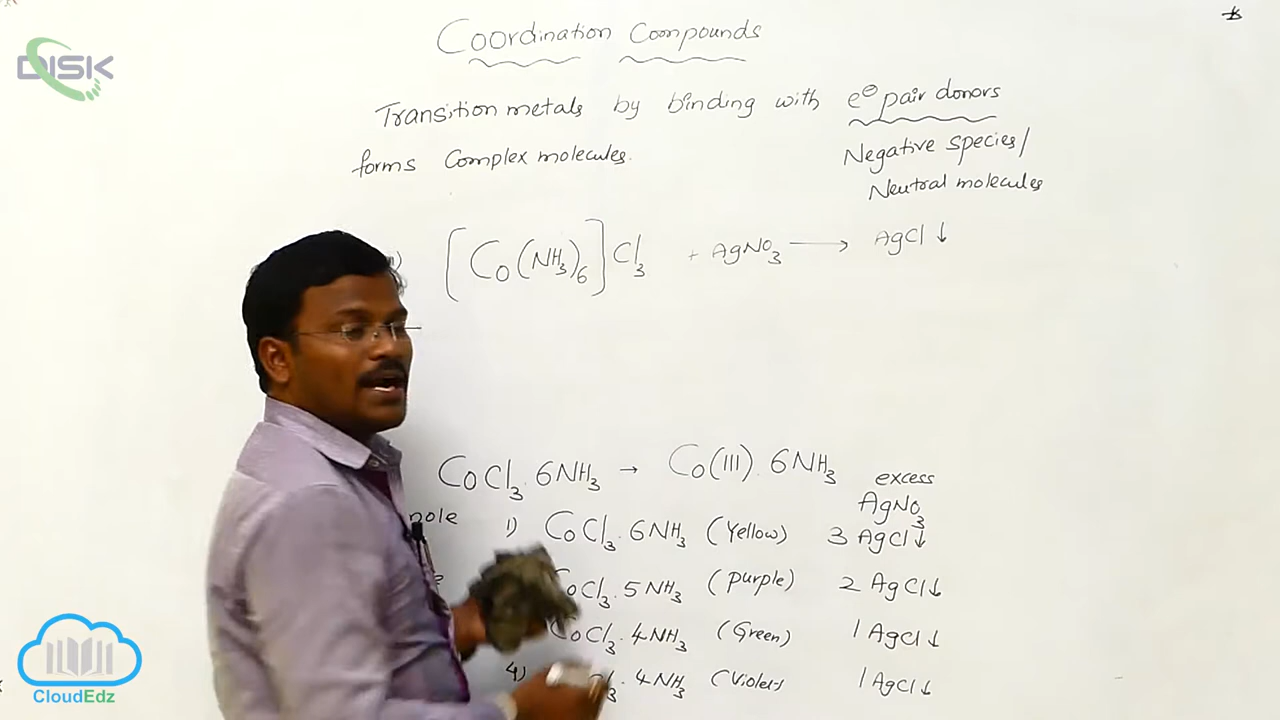 DISK
Coordination Compounds
Transition metals by binding with e⊖ pair donors
forms Complex molecules.
Negative species/
Neutral molecules
[Co(NH₃)₆]Cl₃ + AgNO₃ → AgCl ↓
CoCl₃.6NH₃ → Co(III).6NH₃
excess
AgNO₃
1) CoCl₃.6NH₃ (Yellow) 3 AgCl↓
CoCl₃.5NH₃ (purple) 2 AgCl↓
CoCl₃.4NH₃ (Green) 1 AgCl↓
4) .4NH₃ (Violet) 1 AgCl↓
CloudEdz